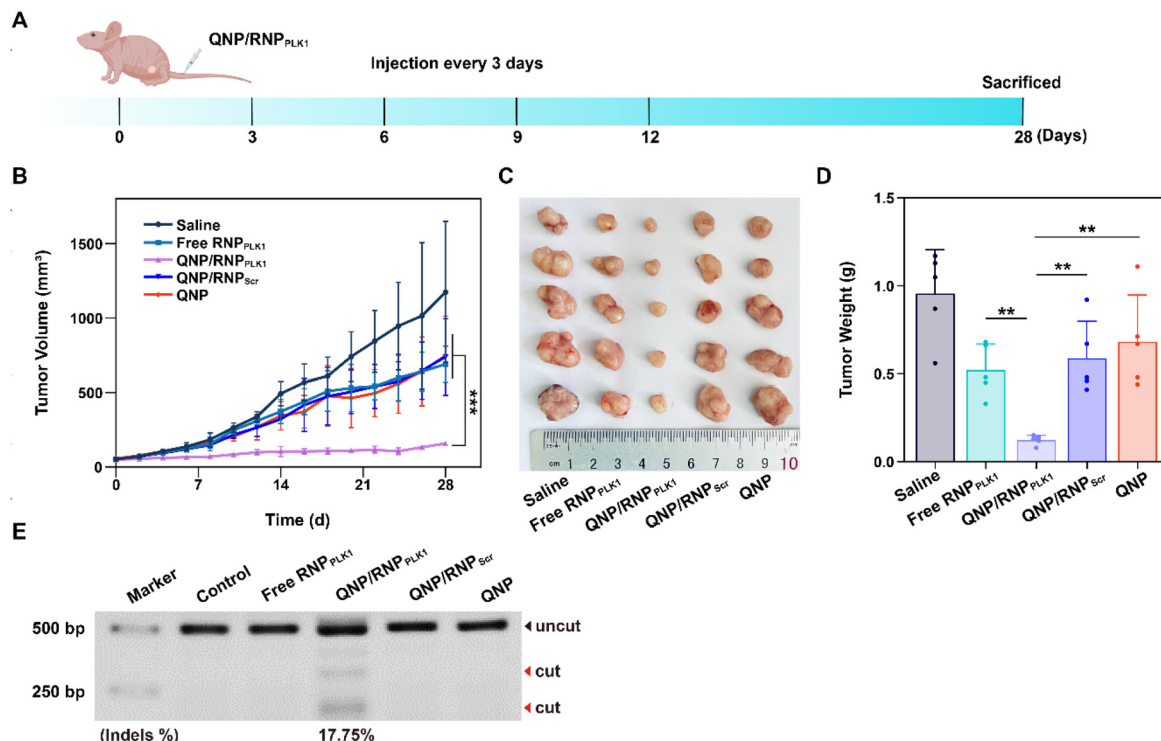 A
QNP/RNPPLK1
Injection every 3 days
Sacrificed
0 3 6 9 12 28 (Days)
B
Saline
Free RNPPLK1
QNP/RNPPLK1
QNP/RNPScr
QNP
Tumor Volume (mm³)
1500
1000
500
0
0 7 14 21 28
Time (d)
***
C
cm 1 2 3 4 5 6 7 8 9 10
Saline
Free RNPPLK1
QNP/RNPPLK1
QNP/RNPScr
QNP
D
Tumor Weight (g)
1.5
1.0
0.5
0.0
**
**
**
Saline
Free RNPPLK1
QNP/RNPPLK1
QNP/RNPScr
QNP
E
Marker
Control
Free RNPPLK1
QNP/RNPPLK1
QNP/RNPScr
QNP
500 bp
250 bp
uncut
cut
cut
(Indels %) 17.75%